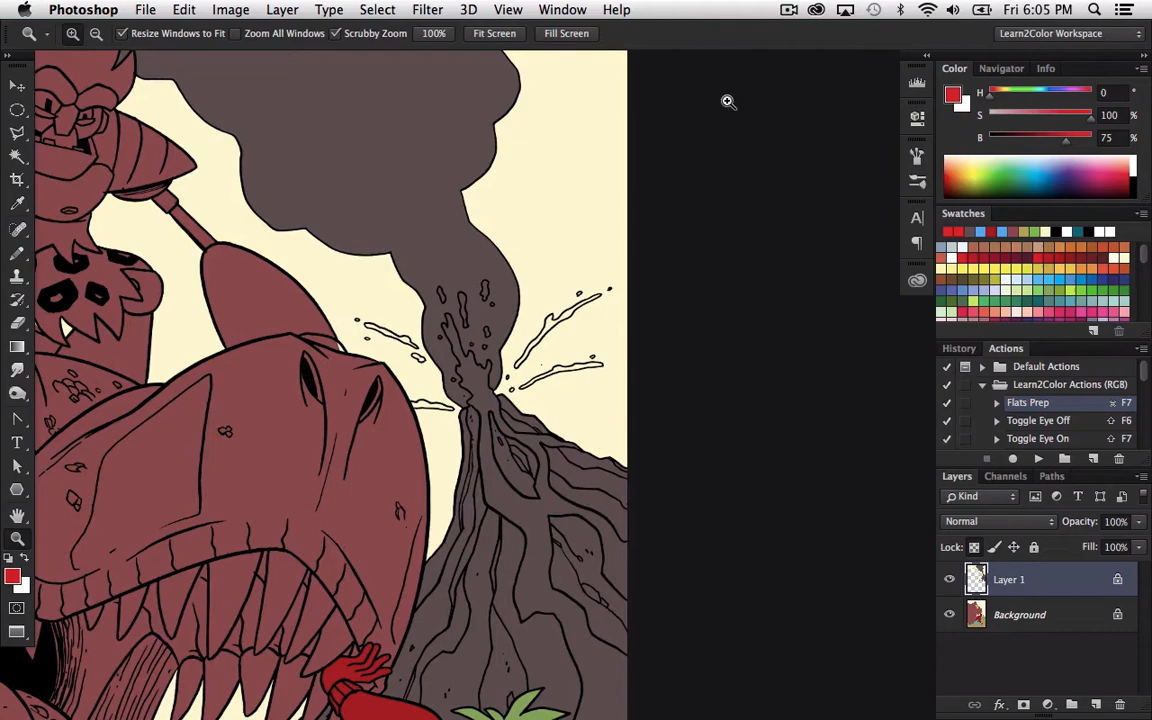 Photoshop File Edit Image Layer Type Select Filter 3D View Window Help Fri 6:05 PM
Resize Windows to Fit Zoom All Windows Scrubby Zoom 100% Fit Screen Fill Screen Learn2Color Workspace
Color Navigator Info
H 0 °
S 100 %
B 75 %
Swatches
History Actions
Default Actions
Learn2Color Actions (RGB)
Flats Prep F7
Toggle Eye Off F6
Toggle Eye On F7
Layers Channels Paths
Kind
Normal Opacity: 100%
Lock: Fill: 100%
Layer 1
Background